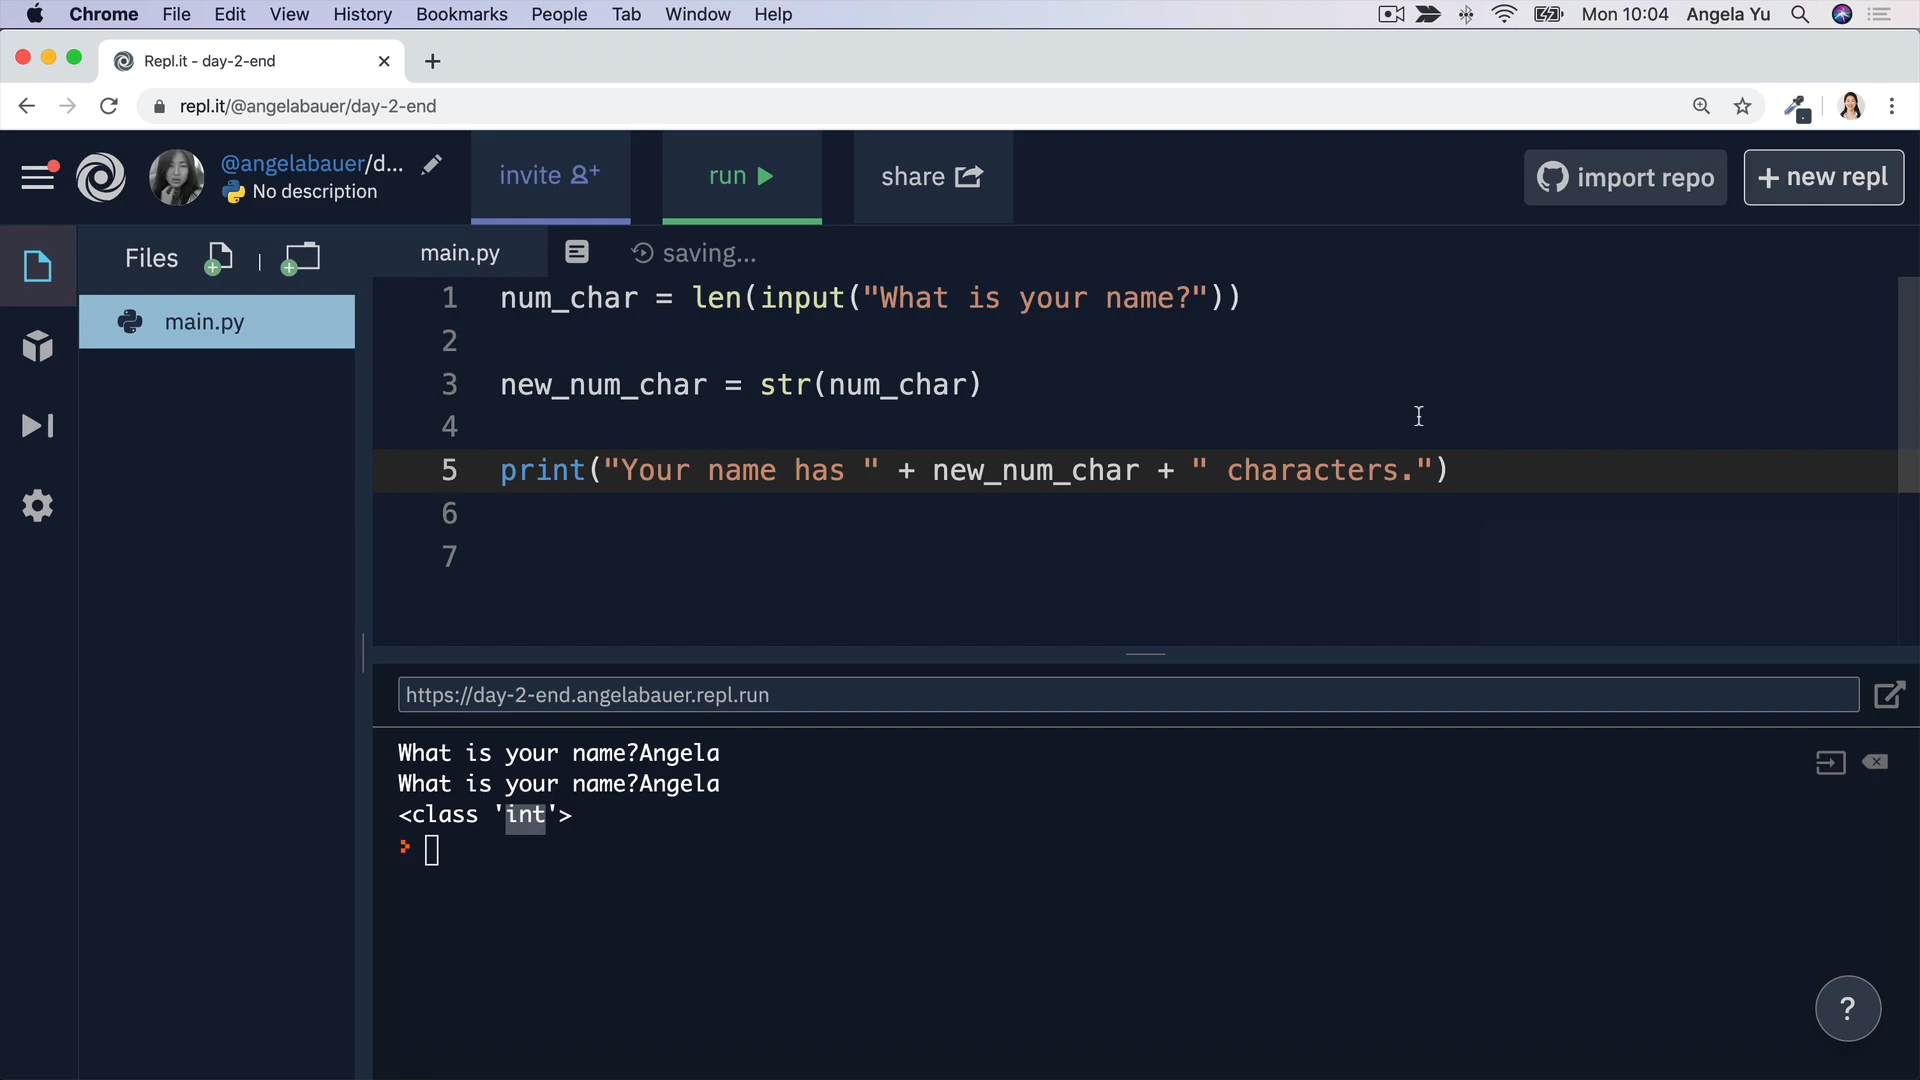 Chrome File Edit View History Bookmarks People Tab Window Help Mon 10:04 Angela Yu
Repl.it - day-2-end
repl.it/@angelabauer/day-2-end
@angelabauer/d...
No description
invite
run
share
import repo
+ new repl
Files
main.py
saving...
main.py
1 num_char = len(input("What is your name?"))
2
3 new_num_char = str(num_char)
4
5 print("Your name has " + new_num_char + " characters.")
6
7
https://day-2-end.angelabauer.repl.run
What is your name?Angela
What is your name?Angela
<class 'int'>
?